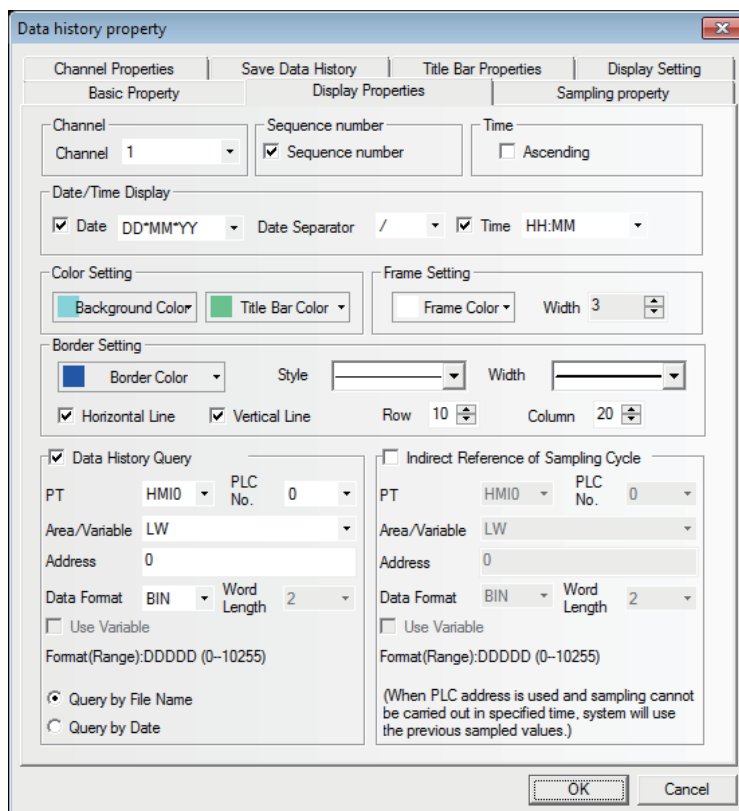 Data history property
Channel Properties Save Data History Title Bar Properties Display Setting
Basic Property Display Properties Sampling property
Channel Sequence number Time
Channel 1 Sequence number Ascending
Date/Time Display
Date DD*MM*YY Date Separator / Time HH:MM
Color Setting Frame Setting
Background Color Title Bar Color Frame Color Width 3
Border Setting
Border Color Style Width
Horizontal Line Vertical Line Row 10 Column 20
Data History Query Indirect Reference of Sampling Cycle
PT HMI0 PLC No. 0 PT HMI0 PLC No. 0
Area/Variable LW Area/Variable LW
Address 0 Address 0
Data Format BIN Word Length 2 Data Format BIN Word Length 2
Use Variable Use Variable
Format(Range):DDDDD (0--10255) Format(Range):DDDDD (0--10255)
Query by File Name
Query by Date
(When PLC address is used and sampling cannot
be carried out in specified time, system will use
the previous sampled values.)
OK Cancel